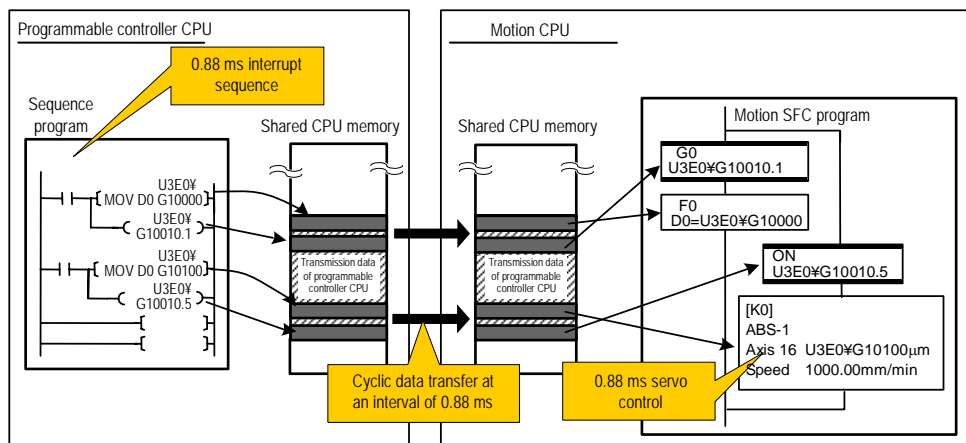 Programmable controller CPU
0.88 ms interrupt
sequence
Sequence
program
U3E0¥
MOV D0 G10000
U3E0¥
G10010.1
U3E0¥
MOV D0 G10100
U3E0¥
G10010.5
Shared CPU memory
Transmission data
of programmable
controller CPU
Cyclic data transfer at
an interval of 0.88 ms
Motion CPU
Shared CPU memory
Transmission data
of programmable
controller CPU
Motion SFC program
G0
U3E0¥G10010.1
F0
D0=U3E0¥G10000
ON
U3E0¥G10010.5
[K0]
ABS-1
Axis 16 U3E0¥G10100μm
Speed 1000.00mm/min
0.88 ms servo
control